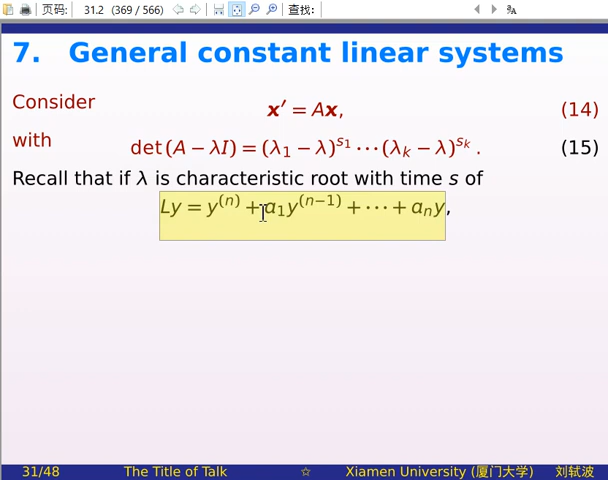 页码: 31.2 (369 / 566) 查找:
7. General constant linear systems
Consider
x′ = Ax, (14)
with
det(A − λI) = (λ₁ − λ)^{s₁} ⋯ (λₖ − λ)^{sₖ}. (15)
Recall that if λ is characteristic root with time s of
Ly = y⁽ⁿ⁾ + a₁y⁽ⁿ⁻¹⁾ + ⋯ + aₙy,
31/48 The Title of Talk ☆ Xiamen University (厦门大学) 刘轼波